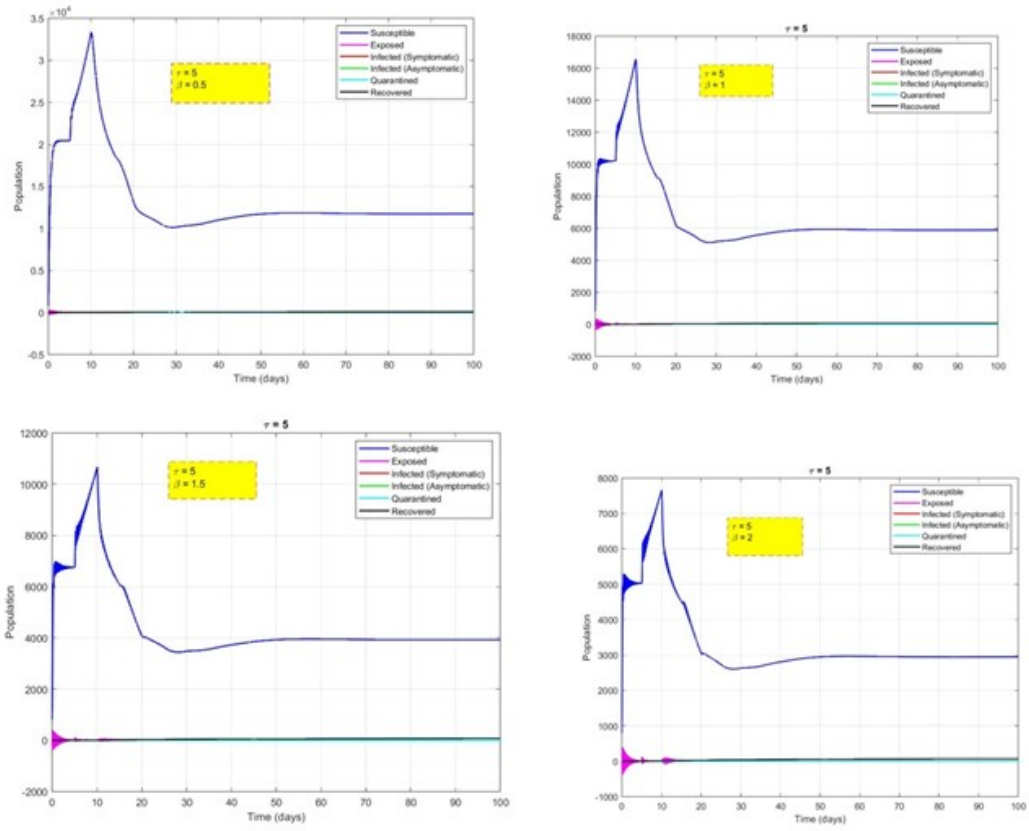 3.5 ×10⁴
3
2.5
2
1.5
1
0.5
0
-0.5
Population
0 10 20 30 40 50 60 70 80 90 100
Time (days)
τ = 5
β = 0.5
Susceptible
Exposed
Infected (Symptomatic)
Infected (Asymptomatic)
Quarantined
Recovered
τ = 5
18000
16000
14000
12000
10000
8000
6000
4000
2000
0
-2000
Population
0 10 20 30 40 50 60 70 80 90 100
Time (days)
τ = 5
β = 1
Susceptible
Exposed
Infected (Symptomatic)
Infected (Asymptomatic)
Quarantined
Recovered
τ = 5
12000
10000
8000
6000
4000
2000
0
-2000
Population
0 10 20 30 40 50 60 70 80 90 100
Time (days)
τ = 5
β = 1.5
Susceptible
Exposed
Infected (Symptomatic)
Infected (Asymptomatic)
Quarantined
Recovered
τ = 5
8000
7000
6000
5000
4000
3000
2000
1000
0
-1000
Population
0 10 20 30 40 50 60 70 80 90 100
Time (days)
τ = 5
β = 2
Susceptible
Exposed
Infected (Symptomatic)
Infected (Asymptomatic)
Quarantined
Recovered